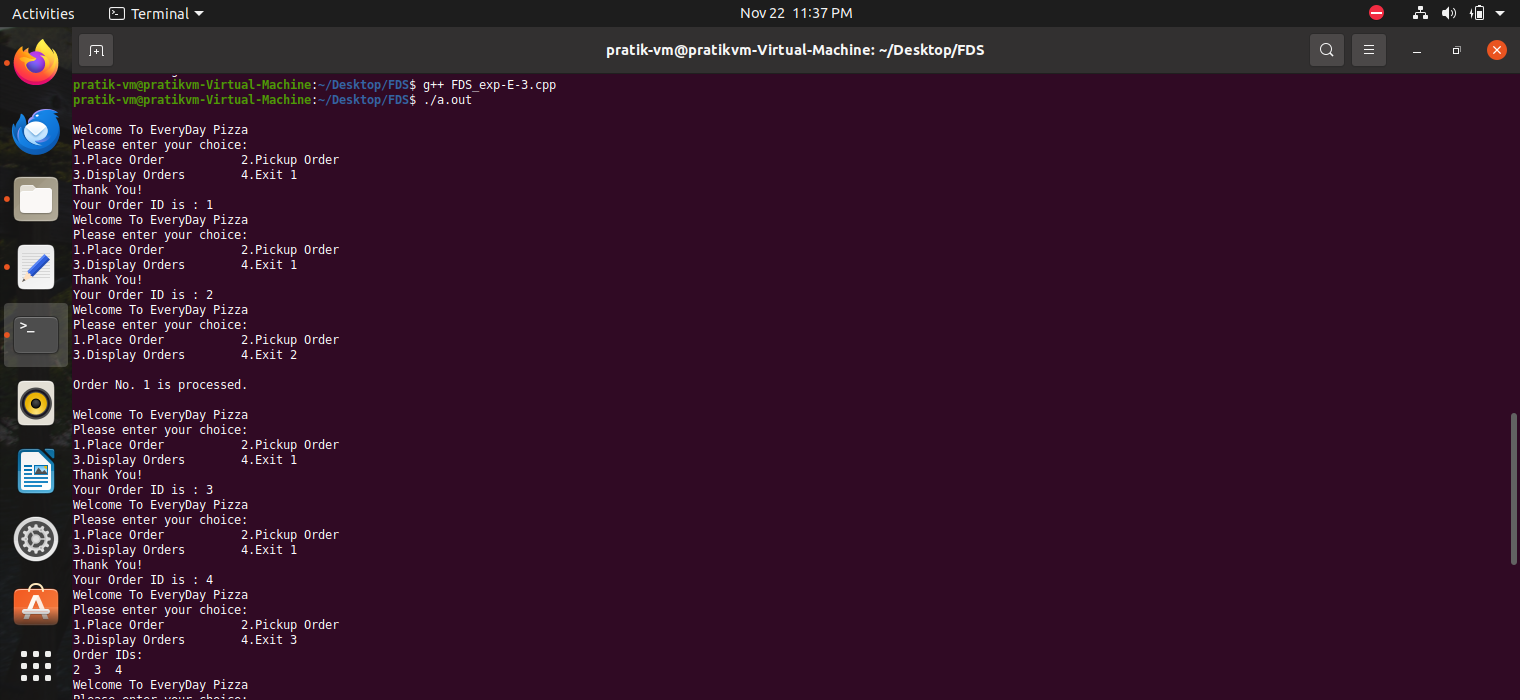 Activities
Terminal
Nov 22 11:37 PM
pratik-vm@pratikvm-Virtual-Machine: ~/Desktop/FDS
pratik-vm@pratikvm-Virtual-Machine:~/Desktop/FDS$ g++ FDS_exp-E-3.cpp
pratik-vm@pratikvm-Virtual-Machine:~/Desktop/FDS$ ./a.out
Welcome To EveryDay Pizza
Please enter your choice:
1.Place Order 2.Pickup Order
3.Display Orders 4.Exit 1
Thank You!
Your Order ID is : 1
Welcome To EveryDay Pizza
Please enter your choice:
1.Place Order 2.Pickup Order
3.Display Orders 4.Exit 1
Thank You!
Your Order ID is : 2
Welcome To EveryDay Pizza
Please enter your choice:
1.Place Order 2.Pickup Order
3.Display Orders 4.Exit 2
Order No. 1 is processed.
Welcome To EveryDay Pizza
Please enter your choice:
1.Place Order 2.Pickup Order
3.Display Orders 4.Exit 1
Thank You!
Your Order ID is : 3
Welcome To EveryDay Pizza
Please enter your choice:
1.Place Order 2.Pickup Order
3.Display Orders 4.Exit 1
Thank You!
Your Order ID is : 4
Welcome To EveryDay Pizza
Please enter your choice:
1.Place Order 2.Pickup Order
3.Display Orders 4.Exit 3
Order IDs:
2 3 4
Welcome To EveryDay Pizza
Please enter your choice: